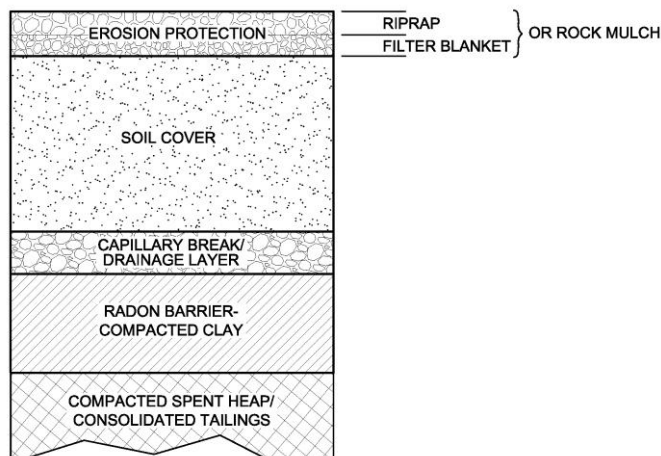 EROSION PROTECTION
RIPRAP
FILTER BLANKET
OR ROCK MULCH
SOIL COVER
CAPILLARY BREAK/
DRAINAGE LAYER
RADON BARRIER-
COMPACTED CLAY
COMPACTED SPENT HEAP/
CONSOLIDATED TAILINGS